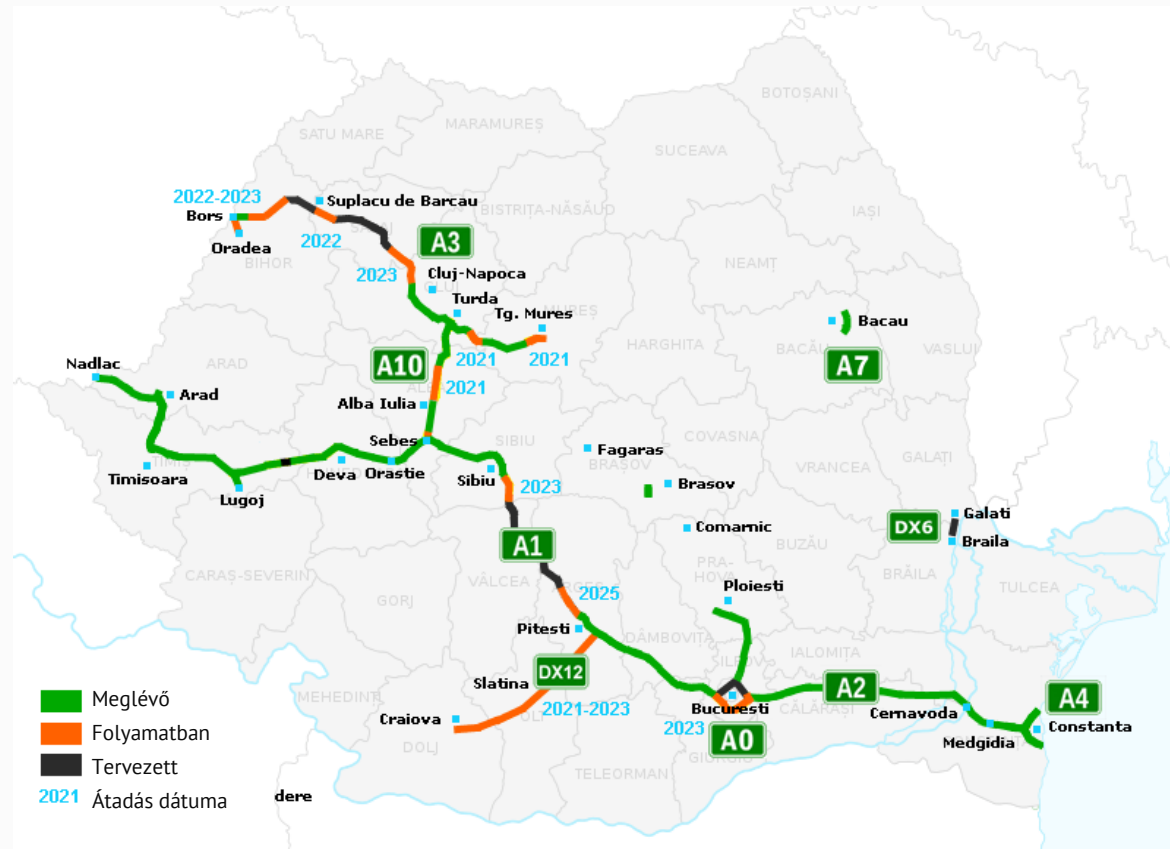 BOTOȘANI
MARAMUREȘ
SATU MARE
SUCEAVA
2022-2023
Suplacu de Barcau
BISTRIȚA-NĂSĂUD
IAȘI
Bors
Oradea
2022
A3
BIHOR
NEAMȚ
2023
Cluj-Napoca
CLUJ
Turda
Tg. Mures
MUREȘ
Bacau
HARGHITA
BACĂU
VASLUI
A7
Nadlac
ARAD
A10
2021
2021
2021
Arad
Alba Iulia
Sebes
SIBIU
COVASNA
Fagaras
BRAȘOV
VRANCEA
GALAȚI
TIMIȘ
Timisoara
Deva
Orastie
Sibiu
2023
Brasov
Lugoj
Galati
DX6
Comarnic
Braila
A1
BUZĂU
CARAȘ-SEVERIN
VÂLCEA
PRA-
HOVA
BRĂILA
TULCEA
GORJ
2025
Ploiesti
Pitesti
DÂMBOVIȚA
IALOMIȚA
DX12
Slatina
A2
MEHEDINȚI
Bucuresti
CĂLĂRAȘI
A4
Meglévő
2021-2023
Cernavoda
Craiova
2023
Constanta
Folyamatban
A0
Medgidia
DOLJ
GIURGIU
Tervezett
TELEORMAN
2021 Átadás dátuma
dere